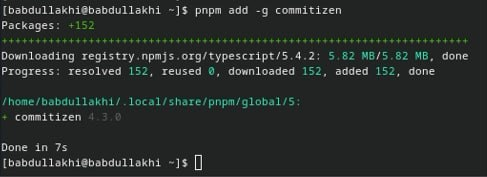 [babdullakhi@babdullakhi ~]$ pnpm add -g commitizen
Packages: +152
++++++++++++++++++++++++++++++++++++++++++++++++++++++++++++++++++++++++++++++
Downloading registry.npmjs.org/typescript/5.4.2: 5.82 MB/5.82 MB, done
Progress: resolved 152, reused 0, downloaded 152, added 152, done
/home/babdullakhi/.local/share/pnpm/global/5:
+ commitizen 4.3.0
Done in 7s
[babdullakhi@babdullakhi ~]$